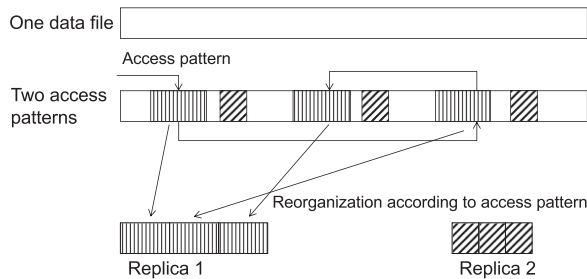 One data file
Access pattern
Two access
patterns
Reorganization according to access pattern
Replica 1
Replica 2